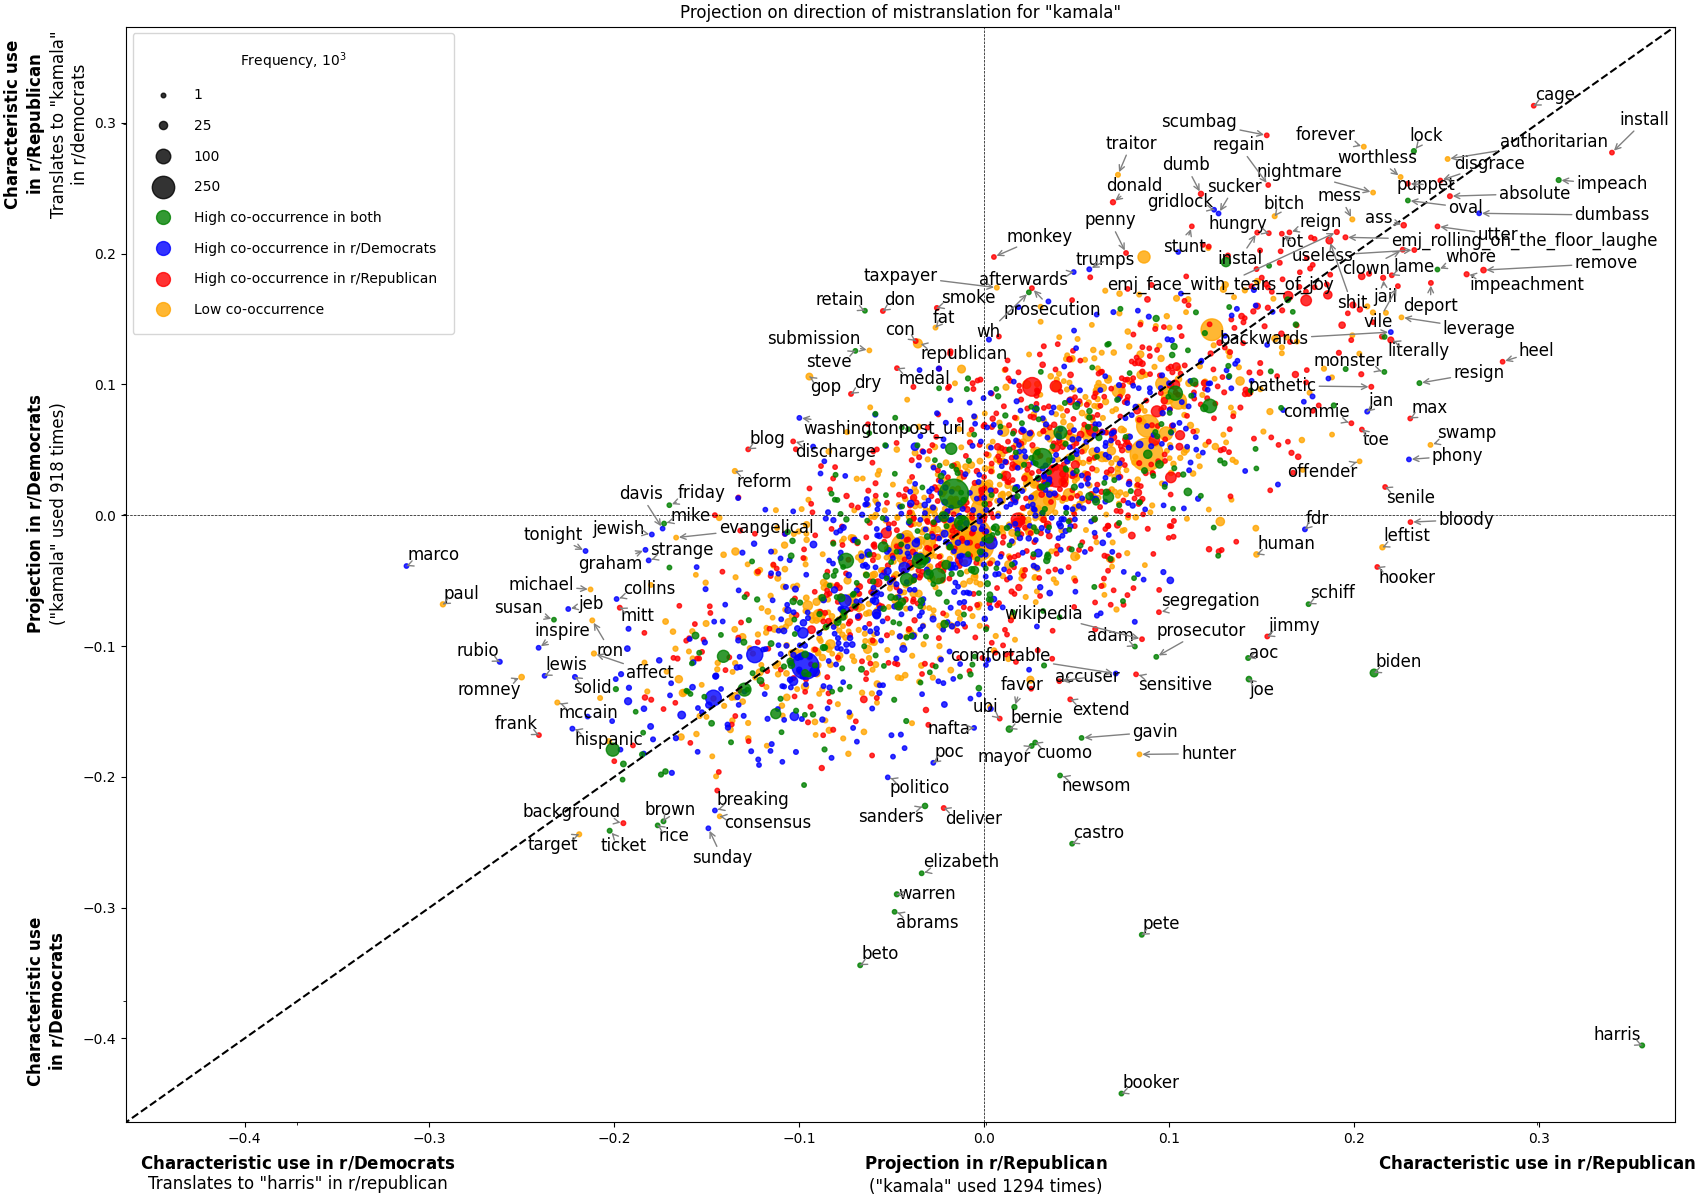 Projection on direction of mistranslation for "kamala"
Characteristic use
in r/Republican
Translates to "kamala"
in r/democrats
Projection in r/Democrats
("kamala" used 918 times)
Characteristic use
in r/Democrats
Frequency, 10³
1
25
100
250
High co-occurrence in both
High co-occurrence in r/Democrats
High co-occurrence in r/Republican
Low co-occurrence
0.3
0.2
0.1
0.0
−0.1
−0.2
−0.3
−0.4
cage
install
scumbag
forever
lock
authoritarian
traitor
regain
worthless
disgrace
dumb
nightmare
puppet
impeach
donald
sucker
mess
absolute
gridlock
bitch
oval
dumbass
penny
hungry
reign
ass
utter
monkey
stunt
rot
emj_rolling_on_the_floor_laughe
trumps
instal
useless
whore
remove
taxpayer
afterwards
clown
lame
emj_face_with_tears_of_joy
impeachment
retain
don
smoke
prosecution
shit
jail
deport
fat
wh
vile
leverage
submission
con
backwards
republican
literally
heel
steve
monster
resign
gop
dry
medal
pathetic
jan
max
commie
washingtonpost_url
swamp
blog
toe
discharge
phony
offender
reform
senile
davis
friday
mike
fdr
bloody
jewish
evangelical
tonight
leftist
human
strange
marco
graham
hooker
michael
collins
paul
schiff
susan
jeb
segregation
wikipedia
mitt
jimmy
inspire
adam
prosecutor
rubio
ron
comfortable
aoc
lewis
affect
biden
romney
solid
accuser
sensitive
favor
joe
mccain
ubi
extend
frank
bernie
hispanic
nafta
gavin
poc
mayor
cuomo
hunter
politico
newsom
background
brown
breaking
sanders
deliver
consensus
target
ticket
rice
castro
sunday
elizabeth
warren
abrams
pete
beto
harris
booker
−0.4
−0.3
−0.2
−0.1
0.0
0.1
0.2
0.3
Characteristic use in r/Democrats
Projection in r/Republican
Characteristic use in r/Republican
Translates to "harris" in r/republican
("kamala" used 1294 times)